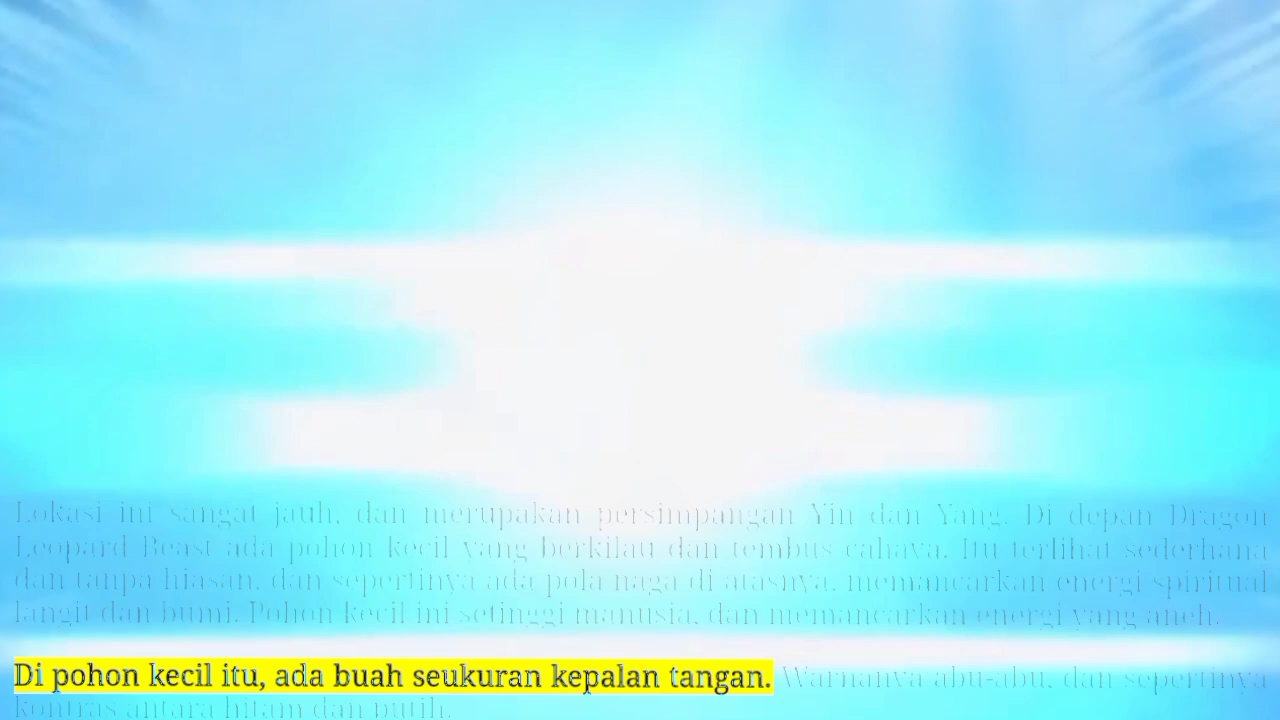 Lokasi ini sangat jauh, dan merupakan persimpangan Yin dan Yang. Di depan Dragon
Leopard Beast ada pohon kecil yang berkilau dan tembus cahaya. Itu terlihat sederhana
dan tanpa hiasan, dan sepertinya ada pola naga di atasnya, memancarkan energi spiritual
langit dan bumi. Pohon kecil ini setinggi manusia, dan memancarkan energi yang aneh.
Di pohon kecil itu, ada buah seukuran kepalan tangan. Warnanya abu-abu, dan sepertinya
kontras antara hitam dan putih.